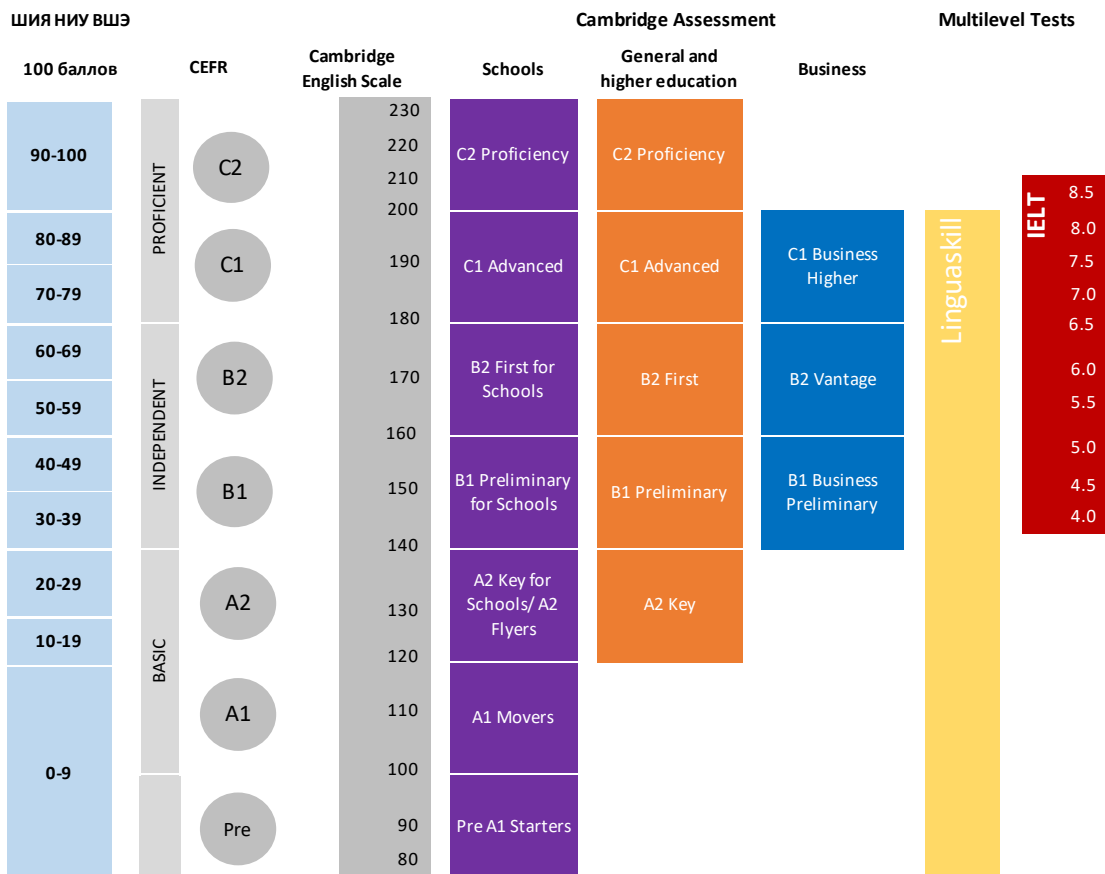 ШИЯ НИУ ВШЭ
Cambridge Assessment
Multilevel Tests
100 баллов
CEFR
Cambridge
English Scale
Schools
General and
higher education
Business
90-100
80-89
70-79
60-69
50-59
40-49
30-39
20-29
10-19
0-9
PROFICIENT
INDEPENDENT
BASIC
C2
C1
B2
B1
A2
A1
Pre
230
220
210
200
190
180
170
160
150
140
130
120
110
100
90
80
C2 Proficiency
C1 Advanced
B2 First for
Schools
B1 Preliminary
for Schools
A2 Key for
Schools/ A2
Flyers
A1 Movers
Pre A1 Starters
C2 Proficiency
C1 Advanced
B2 First
B1 Preliminary
A2 Key
C1 Business
Higher
B2 Vantage
B1 Business
Preliminary
Linguaskill
IELT
8.5
8.0
7.5
7.0
6.5
6.0
5.5
5.0
4.5
4.0